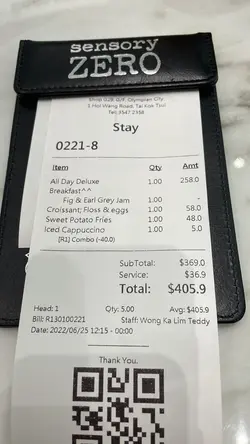 sensory
ZERO
Shop G28, G/F, Olympian City
1 Hoi Wang Road, Tai Kok Tsui
Tel: 3547 2358
Stay
0221-8
Item Qty Amt
All Day Deluxe 1.00 258.0
Breakfast^^
Fig & Earl Grey Jam 1.00 -
Croissant; Floss & eggs 1.00 58.0
Sweet Potato Fries 1.00 48.0
Iced Cappuccino 1.00 5.0
[R1] Combo (-40.0)
SubTotal: $369.0
Service: $36.9
Total: $405.9
Head: 1 Qty: 5.00 Avg: $405.9
Bill: R130100221 Staff: Wong Ka Lim Teddy
Date: 2022/06/25 12:15 - 00:00
Thank You.